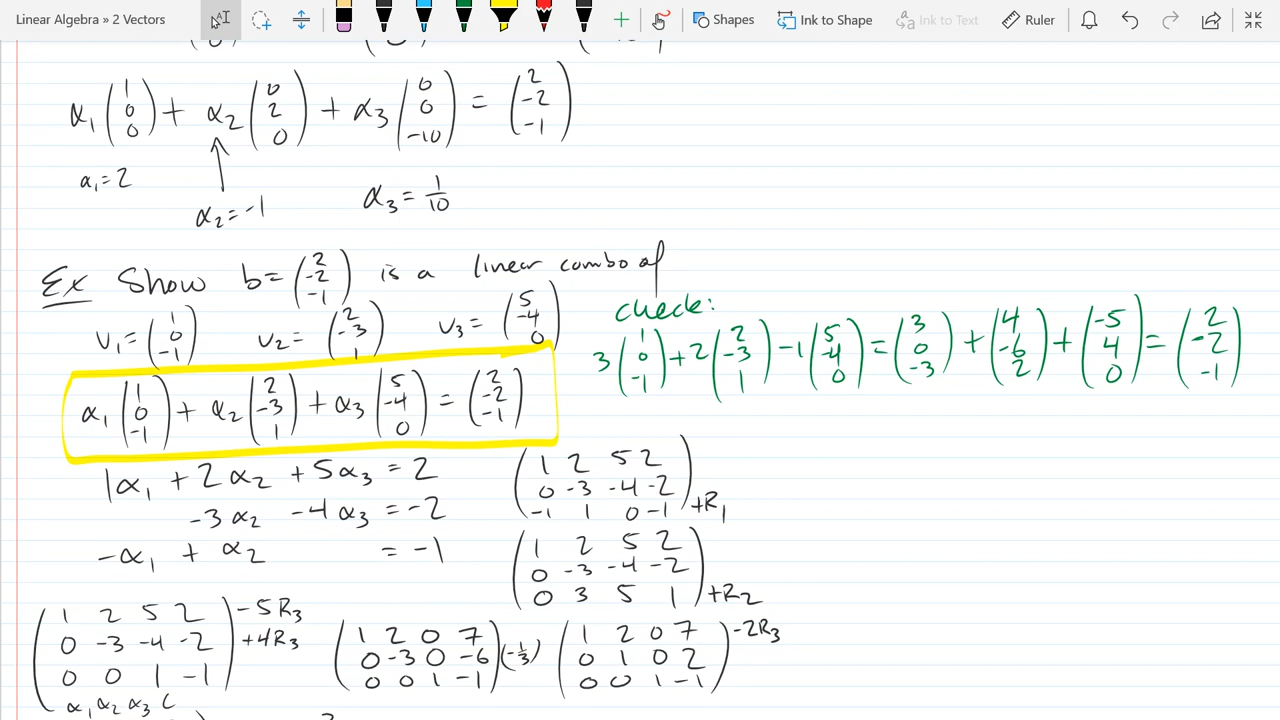 Linear Algebra » 2 Vectors
Shapes Ink to Shape Ink to Text Ruler
α₁ (1 0 0) + α₂ (0 2 0) + α₃ (0 0 -10) = (2 -2 -1)
α₁ = 2
α₂ = -1
α₃ = 1/10
Ex Show b = (2 -2 -1) is a linear combo of
v₁ = (1 0 -1) v₂ = (2 -3 1) v₃ = (5 -4 0)
α₁ (1 0 -1) + α₂ (2 -3 1) + α₃ (5 -4 0) = (2 -2 -1)
check:
3 (1 0 -1) + 2 (2 -3 1) -1 (5 -4 0) = (3 0 -3) + (4 -6 2) + (-5 4 0) = (2 -2 -1)
1α₁ + 2α₂ + 5α₃ = 2
-3α₂ -4α₃ = -2
-α₁ + α₂ = -1
1 2 5 2
0 -3 -4 -2
-1 1 0 -1 +R₁
1 2 5 2
0 -3 -4 -2
0 3 5 1 +R₂
1 2 5 2 -5R₃
0 -3 -4 -2 +4R₃
0 0 1 -1
α₁ α₂ α₃ C
1 2 0 7
0 -3 0 -6 (-1/3)
0 0 1 -1
1 2 0 7 -2R₃
0 1 0 2
0 0 1 -1